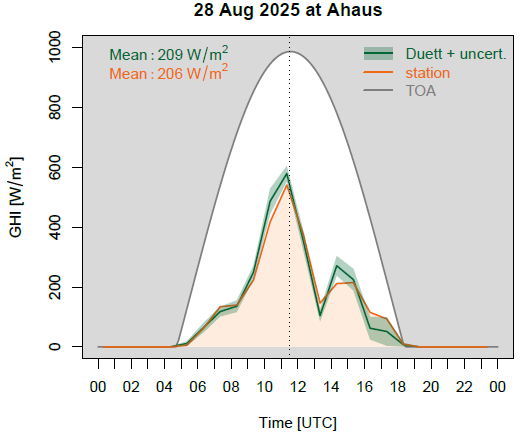 28 Aug 2025 at Ahaus
Mean : 209 W/m²
Mean : 206 W/m²
Duett + uncert.
station
TOA
GHI [W/m²]
1000
800
600
400
200
0
00 02 04 06 08 10 12 14 16 18 20 22 00
Time [UTC]